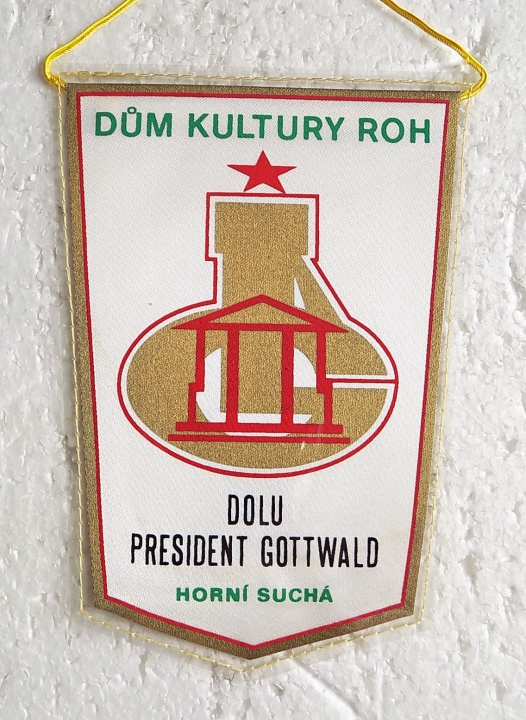 DŮM KULTURY ROH
DOLU
PRESIDENT GOTTWALD
HORNÍ SUCHÁ